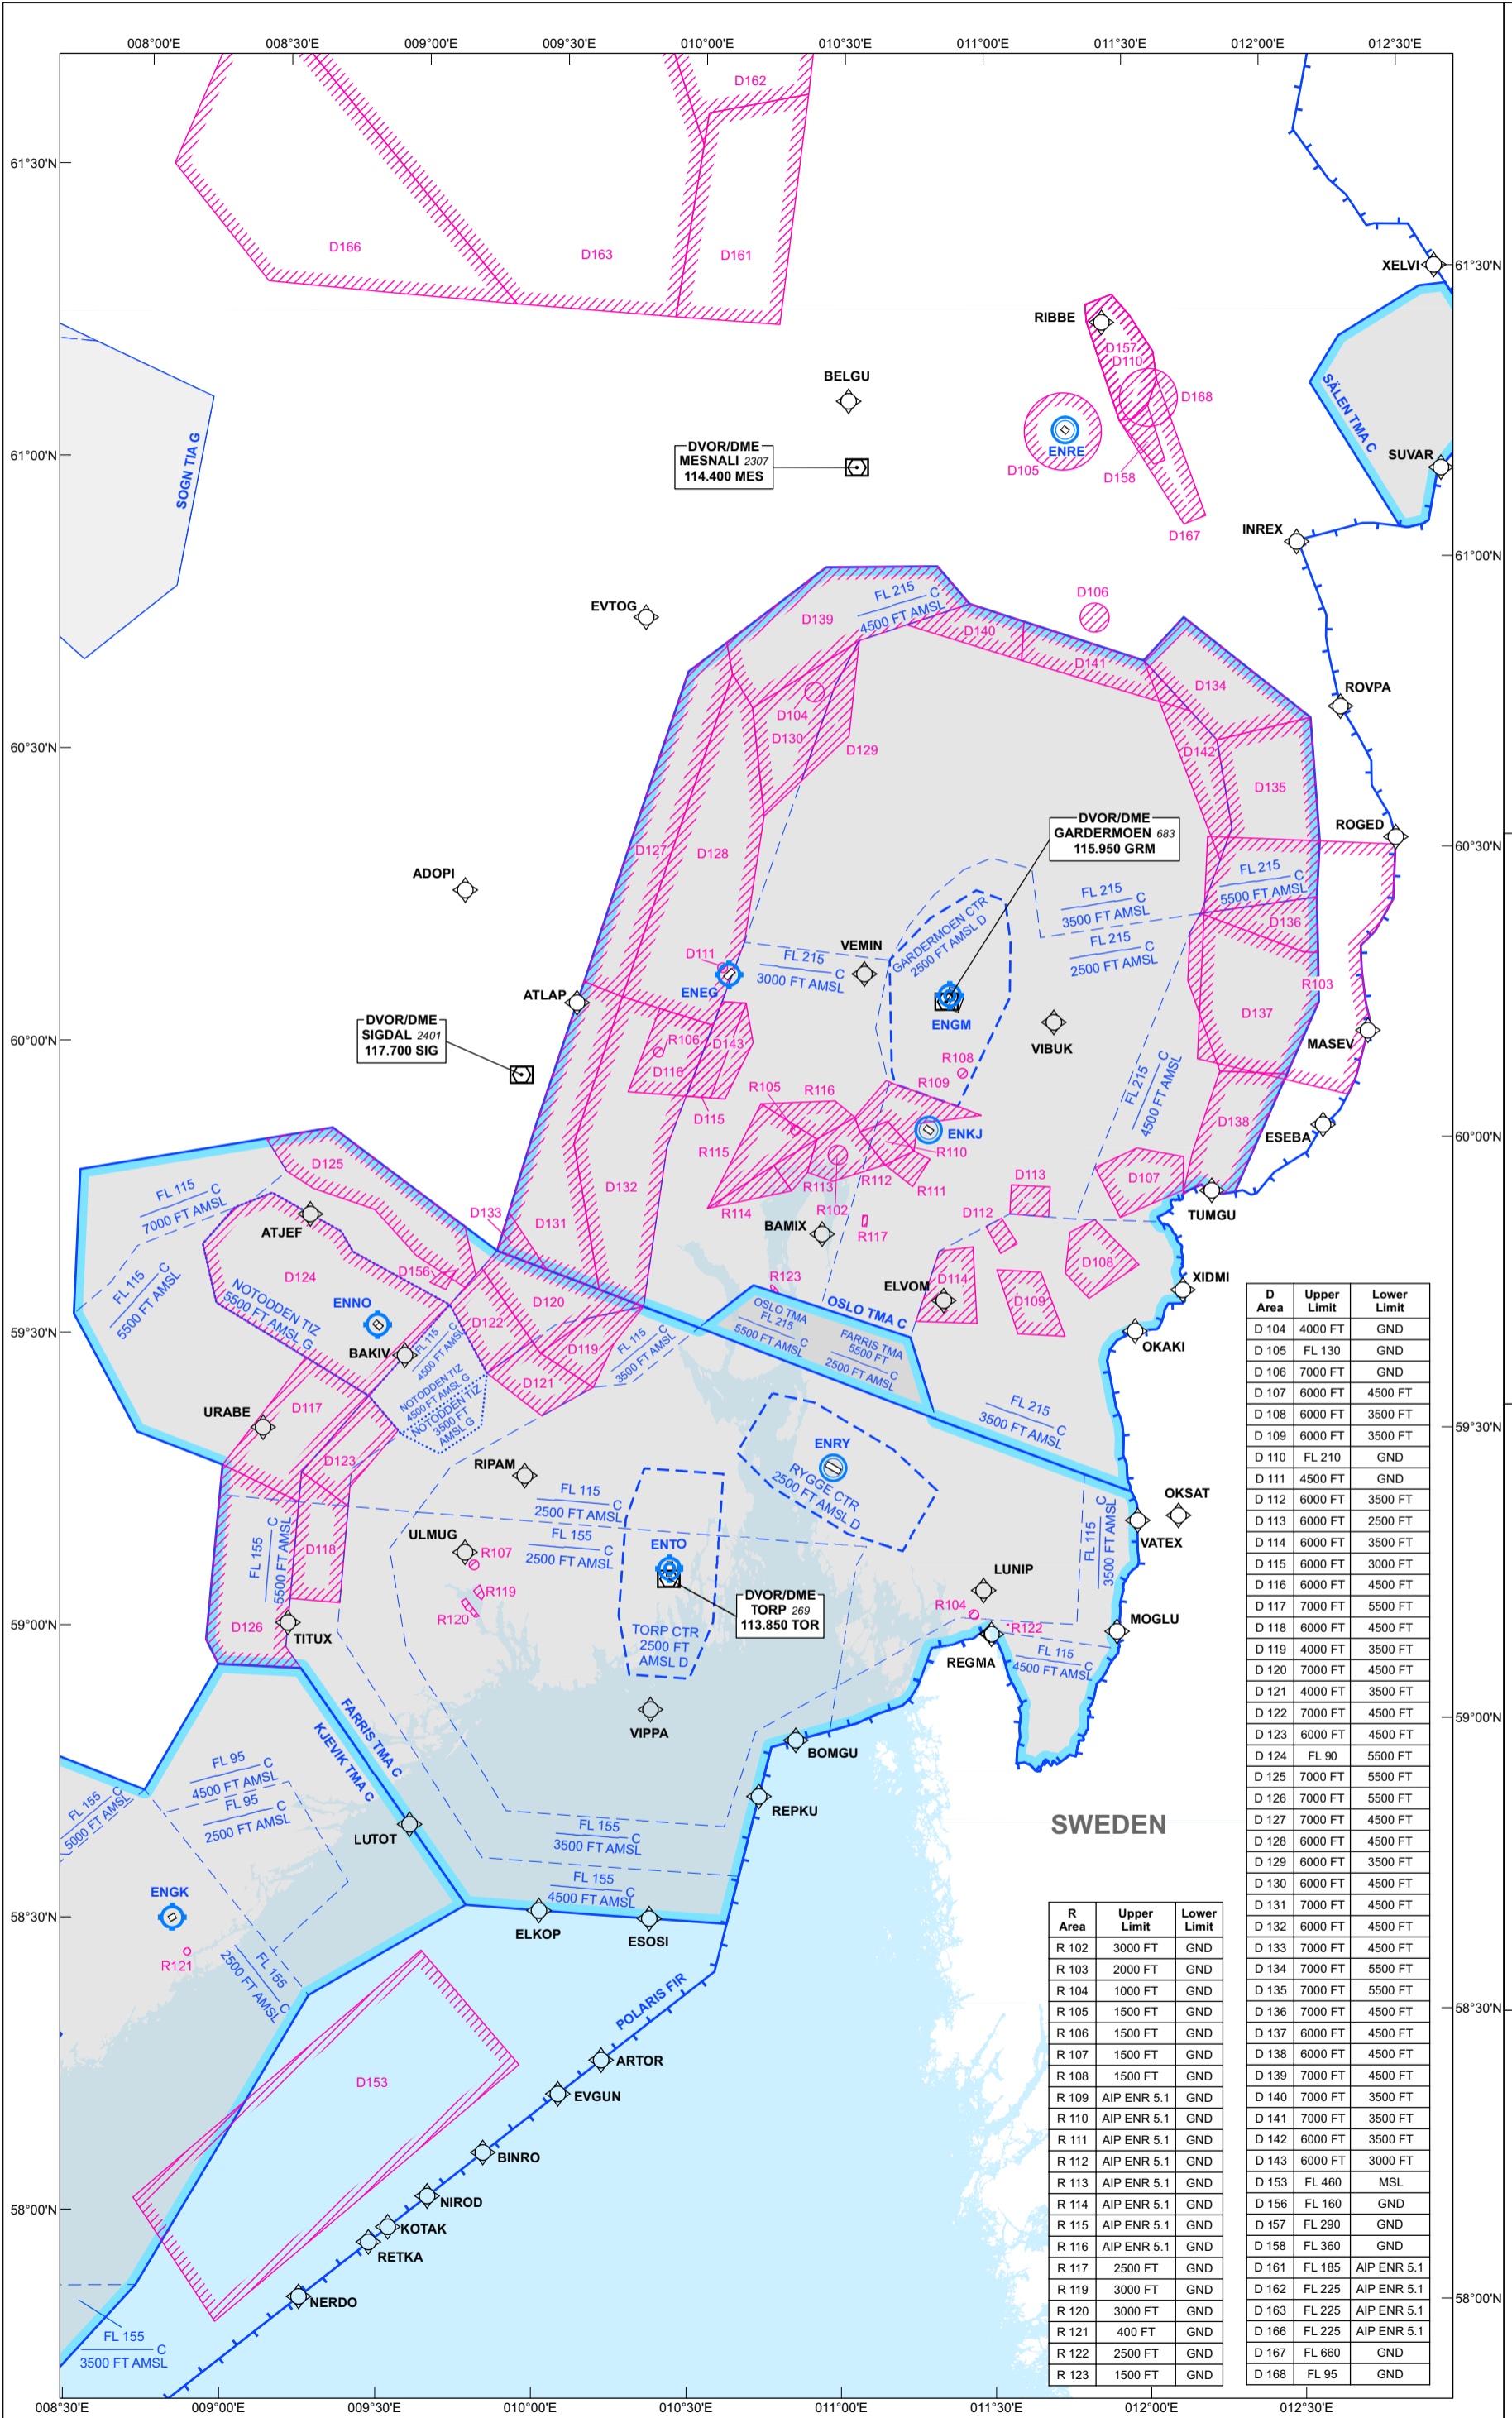 008°00'E 008°30'E 009°00'E 009°30'E 010°00'E 010°30'E 011°00'E 011°30'E 012°00'E 012°30'E
D162
61°30'N
D166
D163
D161
XELVI
61°30'N
RIBBE
D157
D110
D168
BELGU
SÄLEN TMA C
SOGN TIA G
DVOR/DME
MESNALI 2307
114.400 MES
61°00'N
ENRE
D105
D158
SUVAR
D167
INREX
61°00'N
D106
EVTOG
FL 215
C
4500 FT AMSL
D139
D140
D141
D134
ROVPA
D104
D130
D129
D142
60°30'N
D135
DVOR/DME
GARDERMOEN 683
115.950 GRM
ROGED
60°30'N
D127
D128
ADOPI
FL 215
C
5500 FT AMSL
FL 215
C
3500 FT AMSL
D136
GARDERMOEN CTR
2500 FT AMSL D
FL 215
C
2500 FT AMSL
VEMIN
D111
FL 215
C
3000 FT AMSL
ENEG
R103
ATLAP
ENGM
D137
DVOR/DME
SIGDAL 2401
117.700 SIG
60°00'N
R106
D143
VIBUK
MASEV
D116
R108
R105
R116
R109
FL 215
C
4500 FT AMSL
D115
D138
ESEBA
60°00'N
ENKJ
R115
R110
D125
R113
R112
R111
D113
D107
FL 115
C
7000 FT AMSL
R114
R102
TUMGU
D133
D131
D132
BAMIX
R117
D112
ATJEF
D156
D108
D124
R123
XIDMI
FL 115
C
5500 FT AMSL
NOTODDEN TIZ
5500 FT AMSL G
ENNO
ELVOM
D114
D109
D120
OSLO TMA
FL 215
C
5500 FT AMSL
OSLO TMA C
59°30'N
D122
FL 115
C
4500 FT AMSL
BAKIV
D119
FL 115
C
3500 FT AMSL
FARRIS TMA
5500 FT
C
2500 FT AMSL
OKAKI
D121
NOTODDEN TIZ
4500 FT AMSL G
NOTODDEN TIZ
3500 FT
AMSL G
URABE
D117
FL 215
C
3500 FT AMSL
59°30'N
ENRY
D123
RIPAM
RYGGE CTR
2500 FT AMSL D
FL 115
C
2500 FT AMSL
OKSAT
VATEX
FL 115
C
3500 FT AMSL
FL 155
C
5500 FT AMSL
D118
ULMUG
R107
FL 155
C
2500 FT AMSL
ENTO
LUNIP
DVOR/DME
TORP 269
113.850 TOR
R119
R120
R104
59°00'N
D126
TITUX
TORP CTR
2500 FT
AMSL D
R122
MOGLU
REGMA
FL 115
C
4500 FT AMSL
VIPPA
FARRIS TMA C
KJEVIK TMA C
BOMGU
59°00'N
FL 95
C
4500 FT AMSL
FL 95
C
2500 FT AMSL
FL 155
C
5000 FT AMSL
REPKU
SWEDEN
LUTOT
FL 155
C
3500 FT AMSL
FL 155
C
4500 FT AMSL
ENGK
58°30'N
ELKOP
ESOSI
R121
FL 155
C
2500 FT AMSL
POLARIS FIR
58°30'N
D153
ARTOR
EVGUN
BINRO
NIROD
58°00'N
KOTAK
RETKA
NERDO
58°00'N
FL 155
C
3500 FT AMSL
D Area Upper Limit Lower Limit
D 104 4000 FT GND
D 105 FL 130 GND
D 106 7000 FT GND
D 107 6000 FT 4500 FT
D 108 6000 FT 3500 FT
D 109 6000 FT 3500 FT
D 110 FL 210 GND
D 111 4500 FT GND
D 112 6000 FT 3500 FT
D 113 6000 FT 2500 FT
D 114 6000 FT 3500 FT
D 115 6000 FT 3000 FT
D 116 6000 FT 4500 FT
D 117 7000 FT 5500 FT
D 118 6000 FT 4500 FT
D 119 4000 FT 3500 FT
D 120 7000 FT 4500 FT
D 121 4000 FT 3500 FT
D 122 7000 FT 4500 FT
D 123 6000 FT 4500 FT
D 124 FL 90 5500 FT
D 125 7000 FT 5500 FT
D 126 7000 FT 5500 FT
D 127 7000 FT 4500 FT
D 128 6000 FT 4500 FT
D 129 6000 FT 3500 FT
D 130 6000 FT 4500 FT
D 131 7000 FT 4500 FT
D 132 6000 FT 4500 FT
D 133 7000 FT 4500 FT
D 134 7000 FT 5500 FT
D 135 7000 FT 5500 FT
D 136 7000 FT 4500 FT
D 137 6000 FT 4500 FT
D 138 6000 FT 4500 FT
D 139 7000 FT 4500 FT
D 140 7000 FT 3500 FT
D 141 7000 FT 3500 FT
D 142 6000 FT 3500 FT
D 143 6000 FT 3000 FT
D 153 FL 460 MSL
D 156 FL 160 GND
D 157 FL 290 GND
D 158 FL 360 GND
D 161 FL 185 AIP ENR 5.1
D 162 FL 225 AIP ENR 5.1
D 163 FL 225 AIP ENR 5.1
D 166 FL 225 AIP ENR 5.1
D 167 FL 660 GND
D 168 FL 95 GND
R Area Upper Limit Lower Limit
R 102 3000 FT GND
R 103 2000 FT GND
R 104 1000 FT GND
R 105 1500 FT GND
R 106 1500 FT GND
R 107 1500 FT GND
R 108 1500 FT GND
R 109 AIP ENR 5.1 GND
R 110 AIP ENR 5.1 GND
R 111 AIP ENR 5.1 GND
R 112 AIP ENR 5.1 GND
R 113 AIP ENR 5.1 GND
R 114 AIP ENR 5.1 GND
R 115 AIP ENR 5.1 GND
R 116 AIP ENR 5.1 GND
R 117 2500 FT GND
R 119 3000 FT GND
R 120 3000 FT GND
R 121 400 FT GND
R 122 2500 FT GND
R 123 1500 FT GND
008°30'E 009°00'E 009°30'E 010°00'E 010°30'E 011°00'E 011°30'E 012°00'E 012°30'E